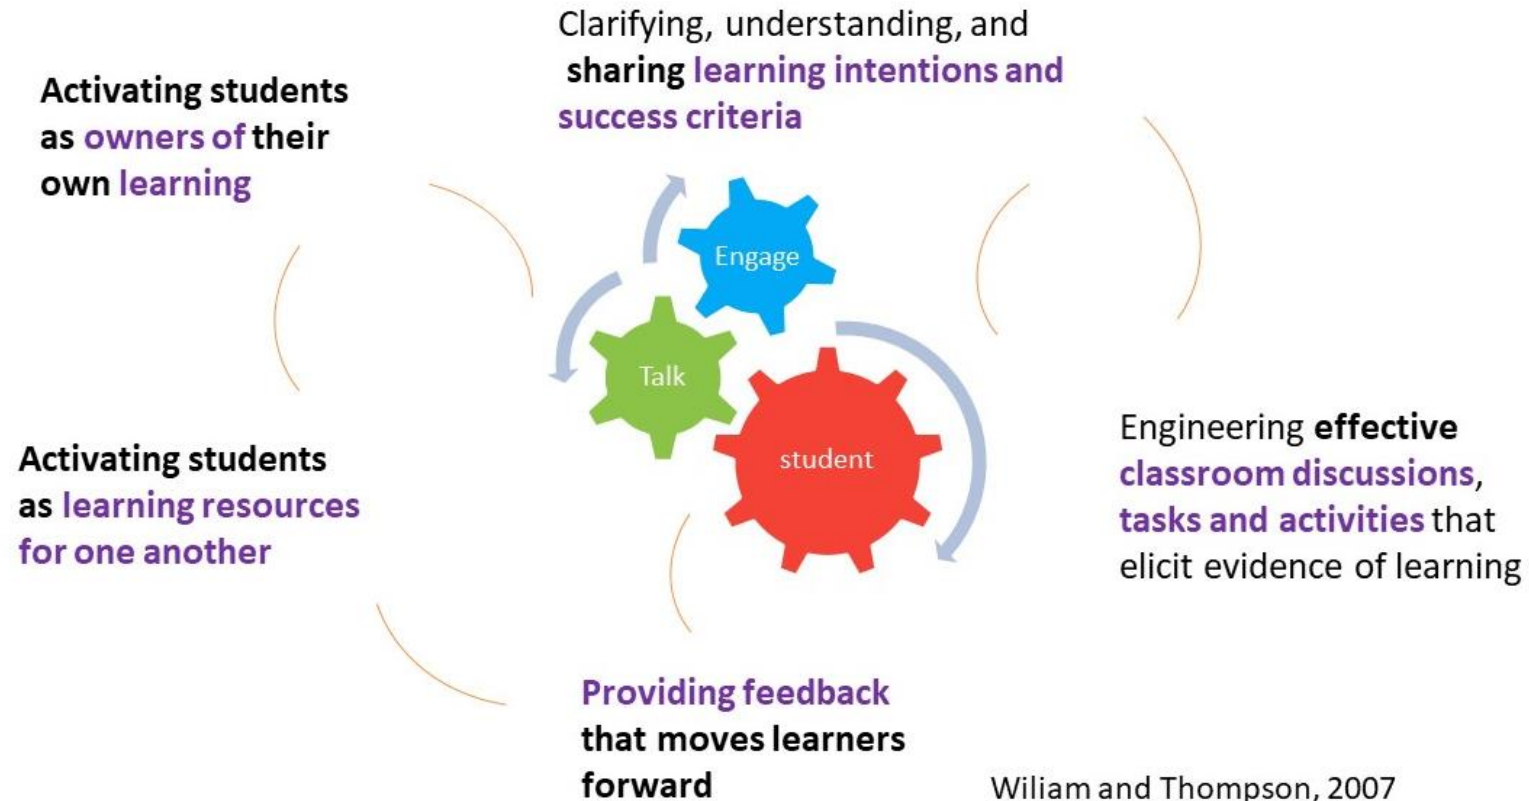 Clarifying, understanding, and
sharing learning intentions and
success criteria
Activating students
as owners of their
own learning
Engage
Talk
student
Engineering effective
classroom discussions,
tasks and activities that
elicit evidence of learning
Activating students
as learning resources
for one another
Providing feedback
that moves learners
forward
Wiliam and Thompson, 2007